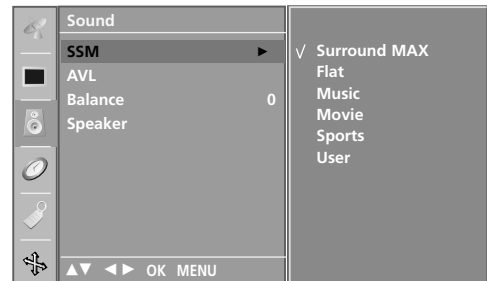 Sound
SSM ►
AVL
Balance 0
Speaker
▲▼ ◄► OK MENU
√ Surround MAX
Flat
Music
Movie
Sports
User